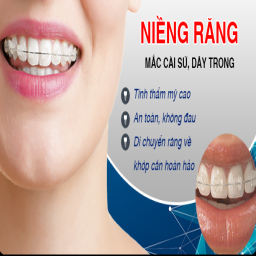 NIỀNG RĂNG
MẮC CÀI SỨ, DÂY TRONG
Tính thẩm mỹ cao
An toàn, không đau
Di chuyển răng về
khớp cắn hoàn hảo